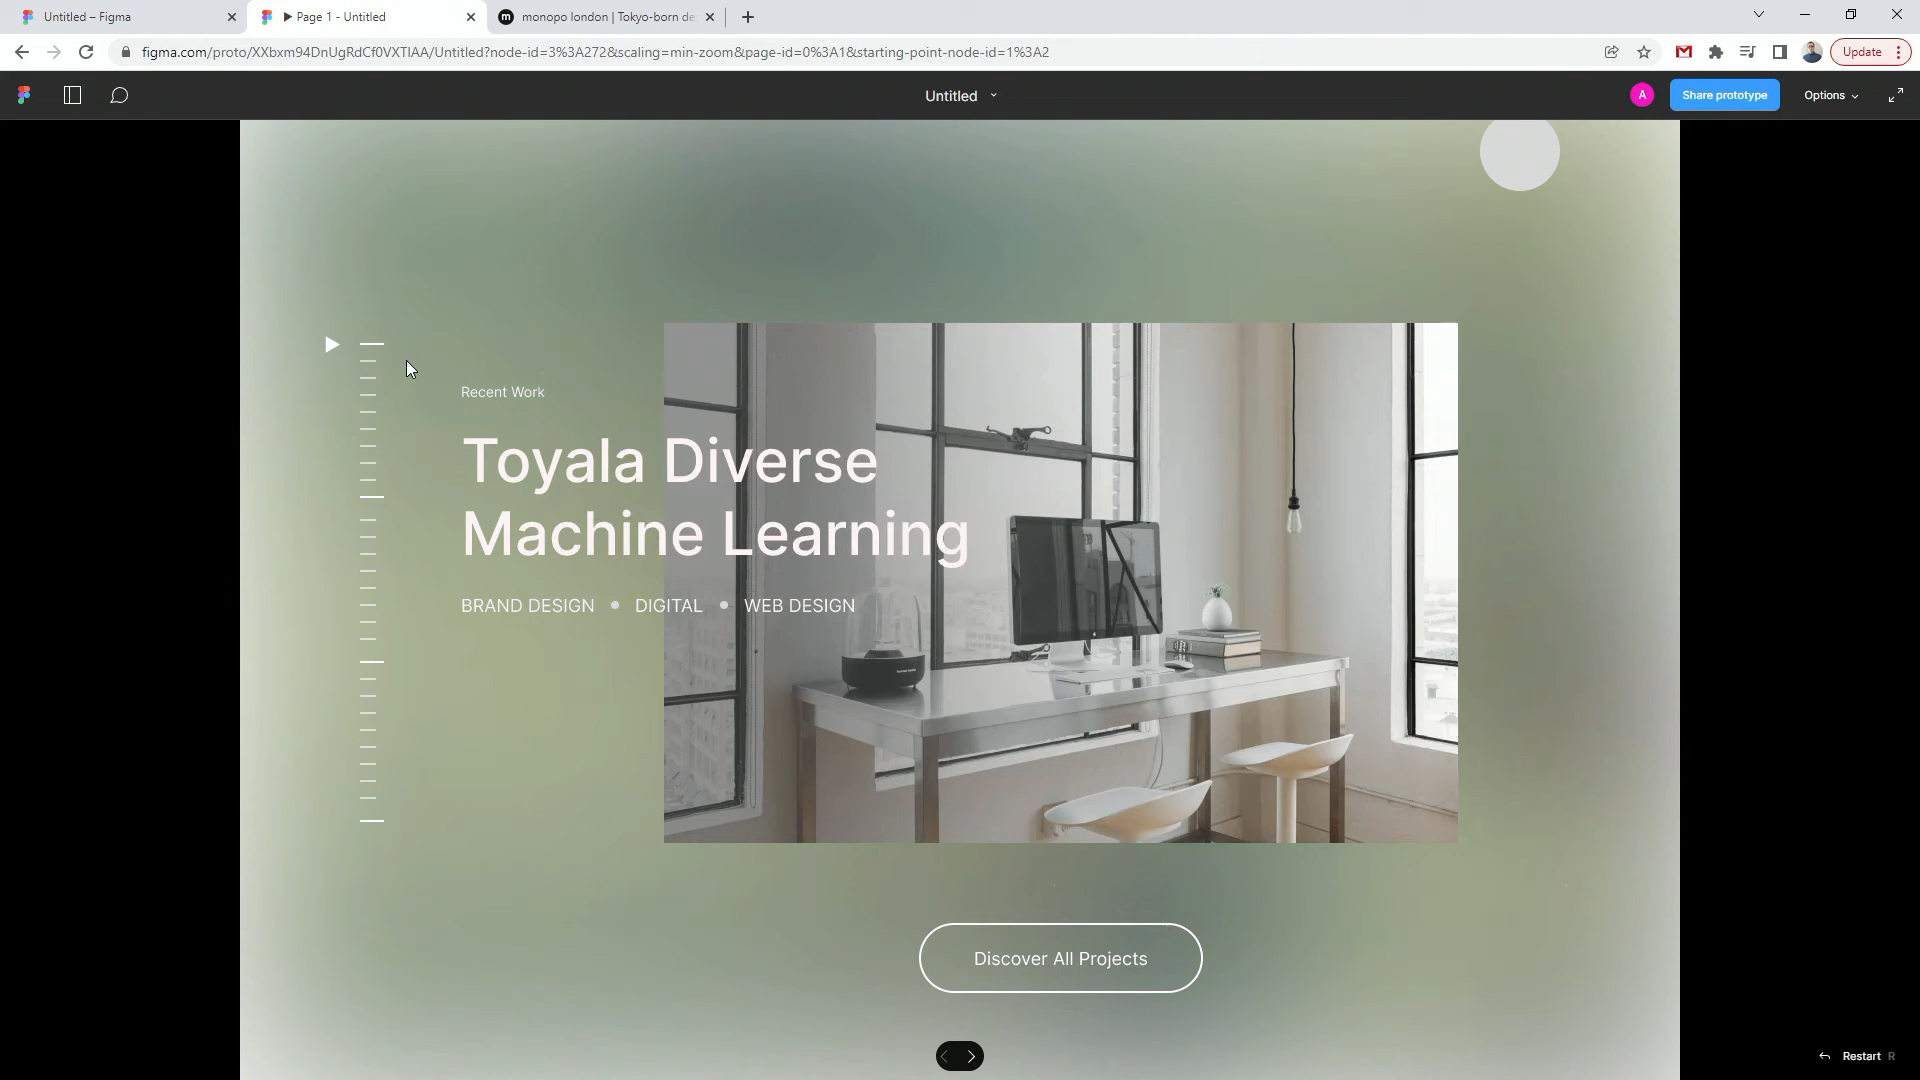 Untitled – Figma
▶ Page 1 - Untitled
m monopo london | Tokyo-born de
figma.com/proto/XXbxm94DnUgRdCf0VXTIAA/Untitled?node-id=3%3A272&scaling=min-zoom&page-id=0%3A1&starting-point-node-id=1%3A2
Update
Untitled
A
Share prototype
Options
Recent Work
Toyala Diverse
Machine Learning
BRAND DESIGN • DIGITAL • WEB DESIGN
Discover All Projects
Restart R